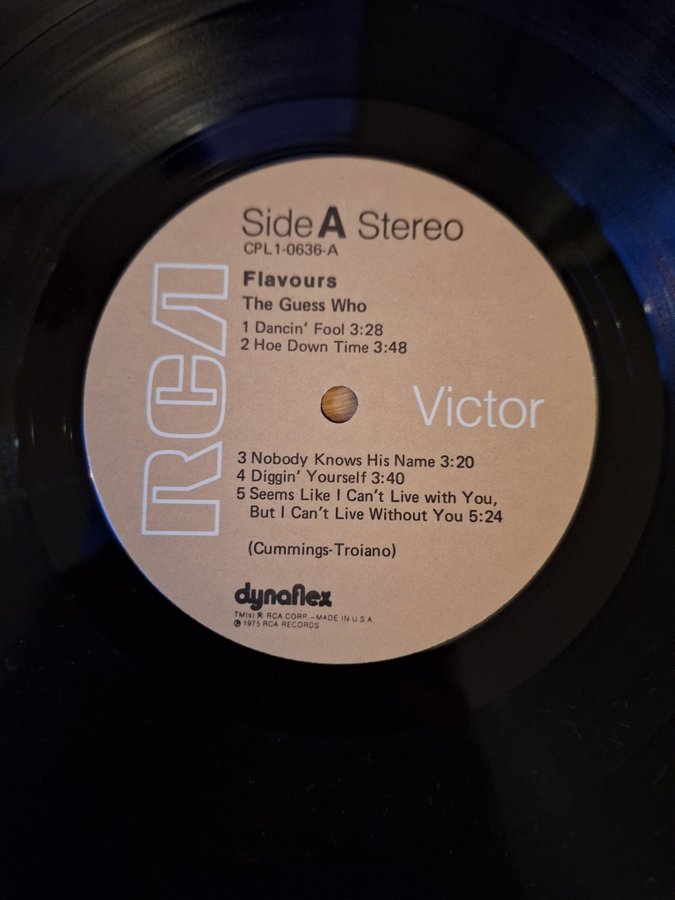 Side A Stereo
CPL1-0636-A
Flavours
The Guess Who
1 Dancin' Fool 3:28
2 Hoe Down Time 3:48
RCA
Victor
3 Nobody Knows His Name 3:20
4 Diggin' Yourself 3:40
5 Seems Like I Can't Live with You,
But I Can't Live Without You 5:24
(Cummings-Troiano)
dynaflex
TM(s) ® RCA CORP.–MADE IN U.S.A.
℗ 1975 RCA RECORDS